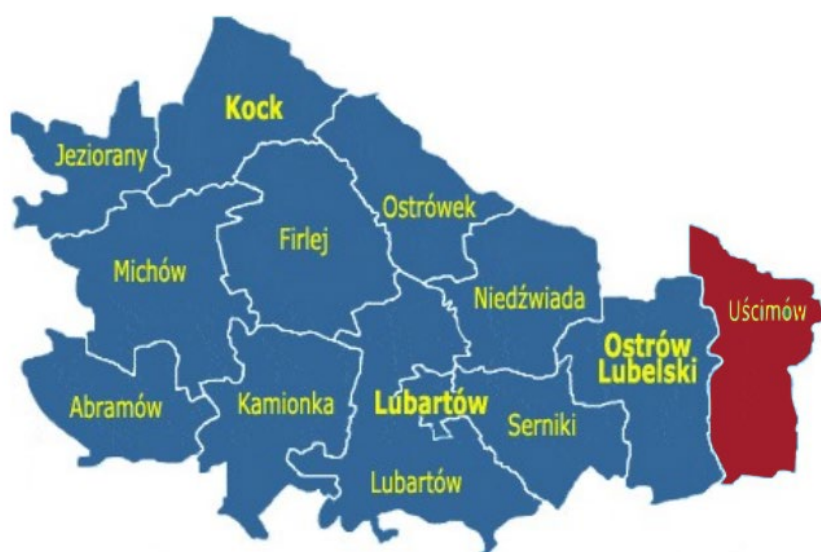 Kock
Jeziorany
Ostrówek
Firlej
Michów
Niedźwiada
Uścimów
Ostrów
Lubelski
Abramów
Kamionka
Lubartów
Serniki
Lubartów